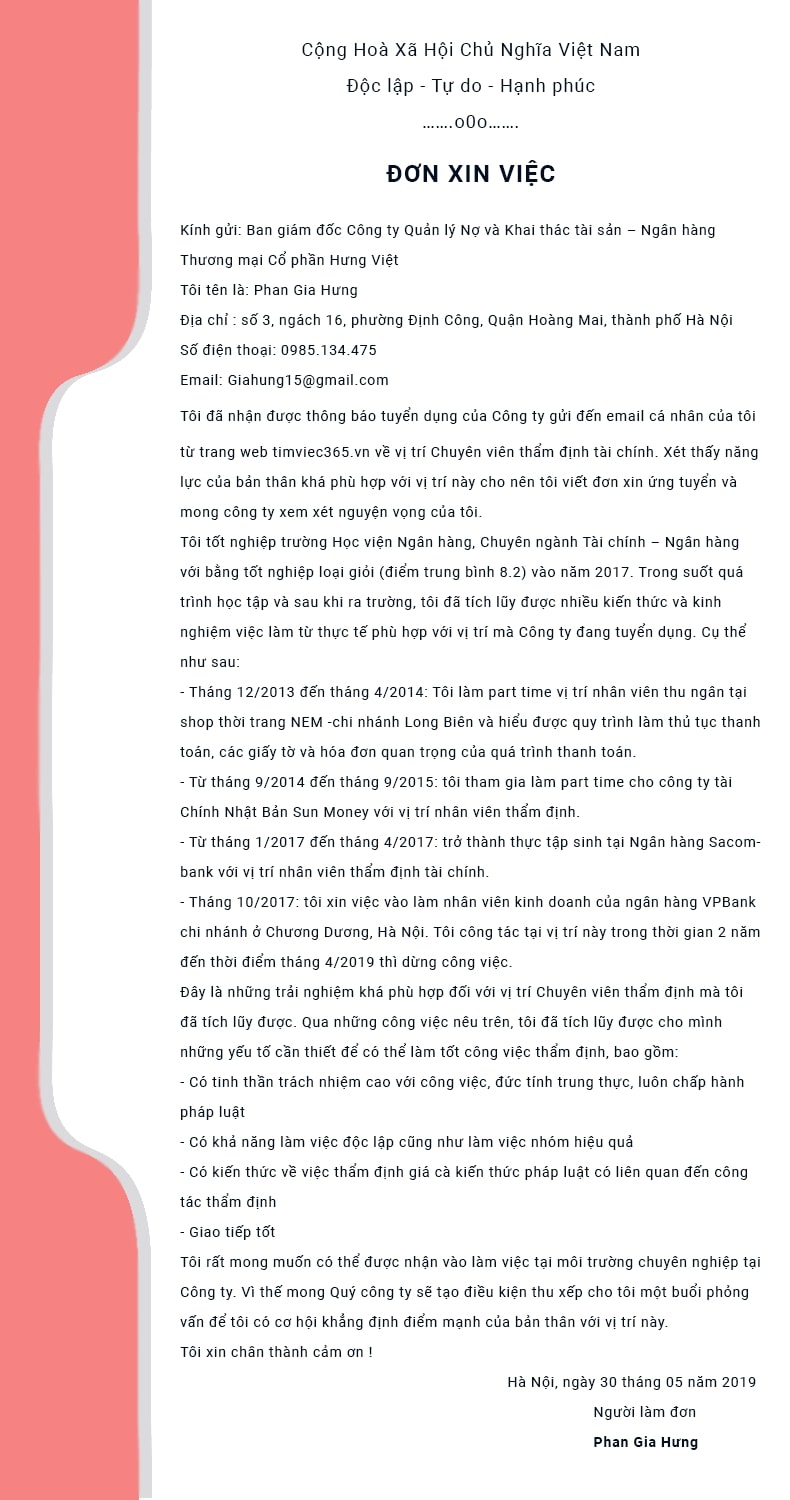 Cộng Hoà Xã Hội Chủ Nghĩa Việt Nam
Độc lập - Tự do - Hạnh phúc
…….o0o…….
ĐƠN XIN VIỆC
Kính gửi: Ban giám đốc Công ty Quản lý Nợ và Khai thác tài sản – Ngân hàng
Thương mại Cổ phần Hưng Việt
Tôi tên là: Phan Gia Hưng
Địa chỉ : số 3, ngách 16, phường Định Công, Quận Hoàng Mai, thành phố Hà Nội
Số điện thoại: 0985.134.475
Email: Giahung15@gmail.com
Tôi đã nhận được thông báo tuyển dụng của Công ty gửi đến email cá nhân của tôi
từ trang web timviec365.vn về vị trí Chuyên viên thẩm định tài chính. Xét thấy năng
lực của bản thân khá phù hợp với vị trí này cho nên tôi viết đơn xin ứng tuyển và
mong công ty xem xét nguyện vọng của tôi.
Tôi tốt nghiệp trường Học viện Ngân hàng, Chuyên ngành Tài chính – Ngân hàng
với bằng tốt nghiệp loại giỏi (điểm trung bình 8.2) vào năm 2017. Trong suốt quá
trình học tập và sau khi ra trường, tôi đã tích lũy được nhiều kiến thức và kinh
nghiệm việc làm từ thực tế phù hợp với vị trí mà Công ty đang tuyển dụng. Cụ thể
như sau:
- Tháng 12/2013 đến tháng 4/2014: Tôi làm part time vị trí nhân viên thu ngân tại
shop thời trang NEM -chi nhánh Long Biên và hiểu được quy trình làm thủ tục thanh
toán, các giấy tờ và hóa đơn quan trọng của quá trình thanh toán.
- Từ tháng 9/2014 đến tháng 9/2015: tôi tham gia làm part time cho công ty tài
Chính Nhật Bản Sun Money với vị trí nhân viên thẩm định.
- Từ tháng 1/2017 đến tháng 4/2017: trở thành thực tập sinh tại Ngân hàng Sacom-
bank với vị trí nhân viên thẩm định tài chính.
- Tháng 10/2017: tôi xin việc vào làm nhân viên kinh doanh của ngân hàng VPBank
chi nhánh ở Chương Dương, Hà Nội. Tôi công tác tại vị trí này trong thời gian 2 năm
đến thời điểm tháng 4/2019 thì dừng công việc.
Đây là những trải nghiệm khá phù hợp đối với vị trí Chuyên viên thẩm định mà tôi
đã tích lũy được. Qua những công việc nêu trên, tôi đã tích lũy được cho mình
những yếu tố cần thiết để có thể làm tốt công việc thẩm định, bao gồm:
- Có tinh thần trách nhiệm cao với công việc, đức tính trung thực, luôn chấp hành
pháp luật
- Có khả năng làm việc độc lập cũng như làm việc nhóm hiệu quả
- Có kiến thức về việc thẩm định giá cà kiến thức pháp luật có liên quan đến công
tác thẩm định
- Giao tiếp tốt
Tôi rất mong muốn có thể được nhận vào làm việc tại môi trường chuyên nghiệp tại
Công ty. Vì thế mong Quý công ty sẽ tạo điều kiện thu xếp cho tôi một buổi phỏng
vấn để tôi có cơ hội khẳng định điểm mạnh của bản thân với vị trí này.
Tôi xin chân thành cảm ơn !
Hà Nội, ngày 30 tháng 05 năm 2019
Người làm đơn
Phan Gia Hưng